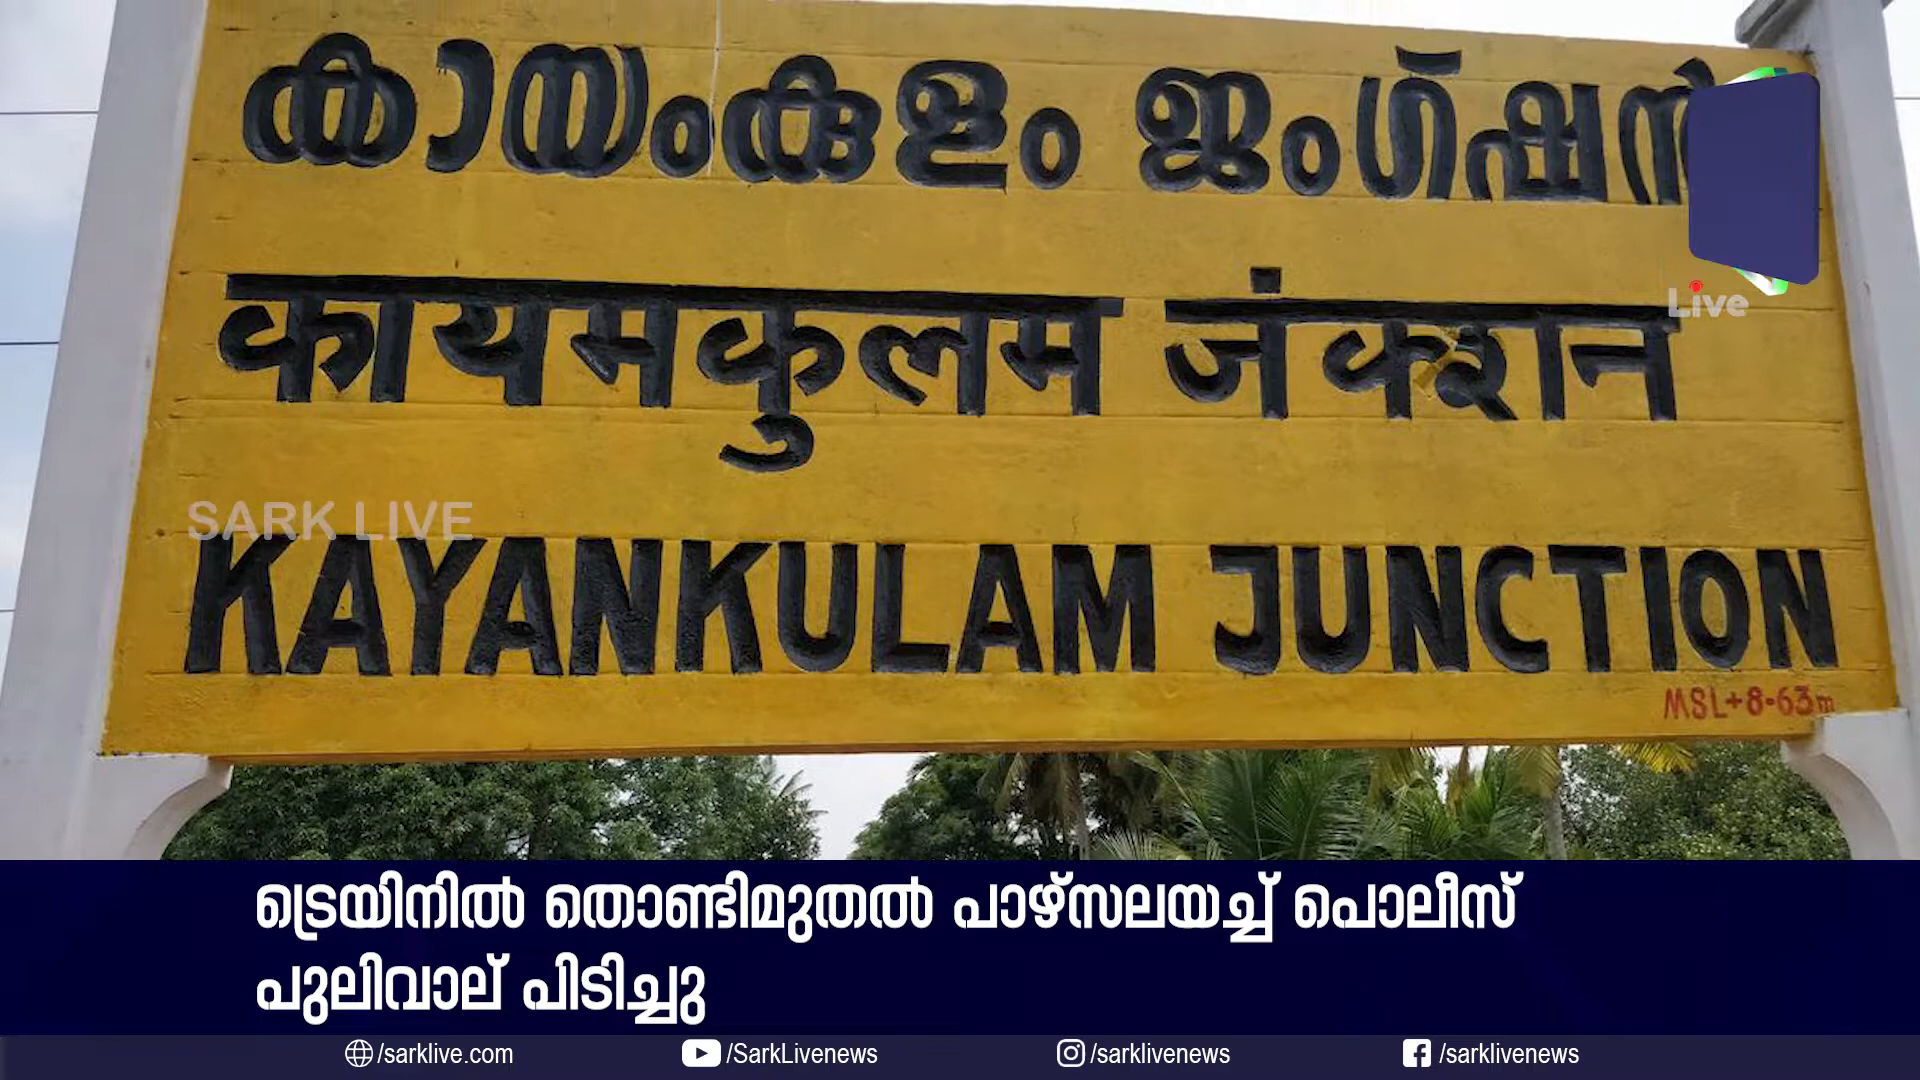 കായംകുളം ജംഗ്ഷൻ
कायमकुलम जंक्शन
Live
SARK LIVE
KAYANKULAM JUNCTION
MSL+8.63m
ട്രെയിനിൽ തൊണ്ടിമുതൽ പാഴ്സലയച്ച് പൊലീസ്
പുലിവാല് പിടിച്ചു
/sarklive.com /SarkLivenews /sarklivenews /sarklivenews